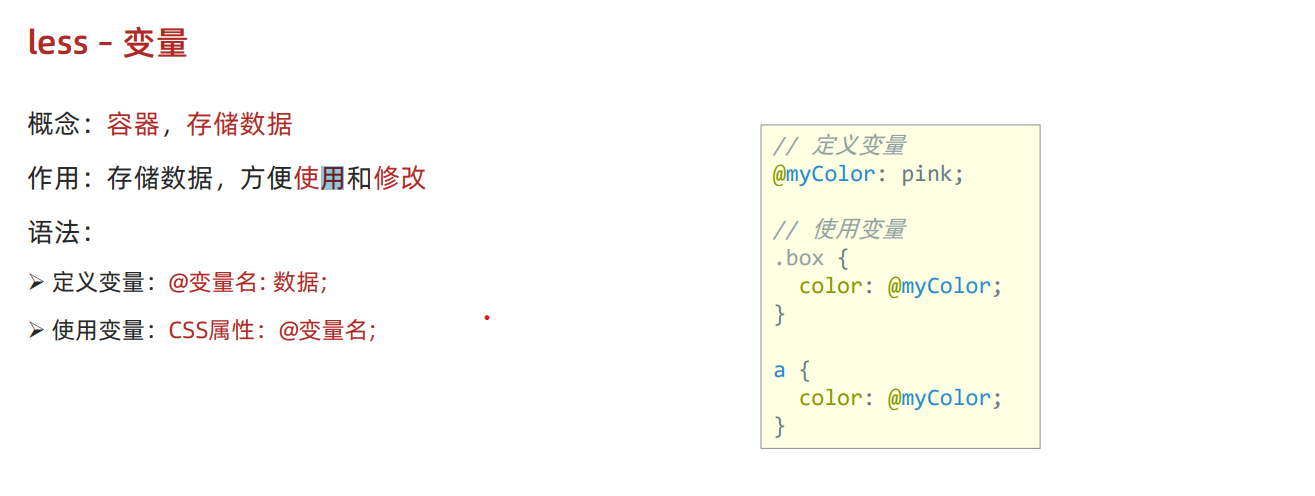 less – 变量
概念：容器，存储数据
作用：存储数据，方便使用和修改
语法：
➢ 定义变量：@变量名: 数据;
➢ 使用变量：CSS属性：@变量名;
// 定义变量
@myColor: pink;
// 使用变量
.box {
  color: @myColor;
}
a {
  color: @myColor;
}